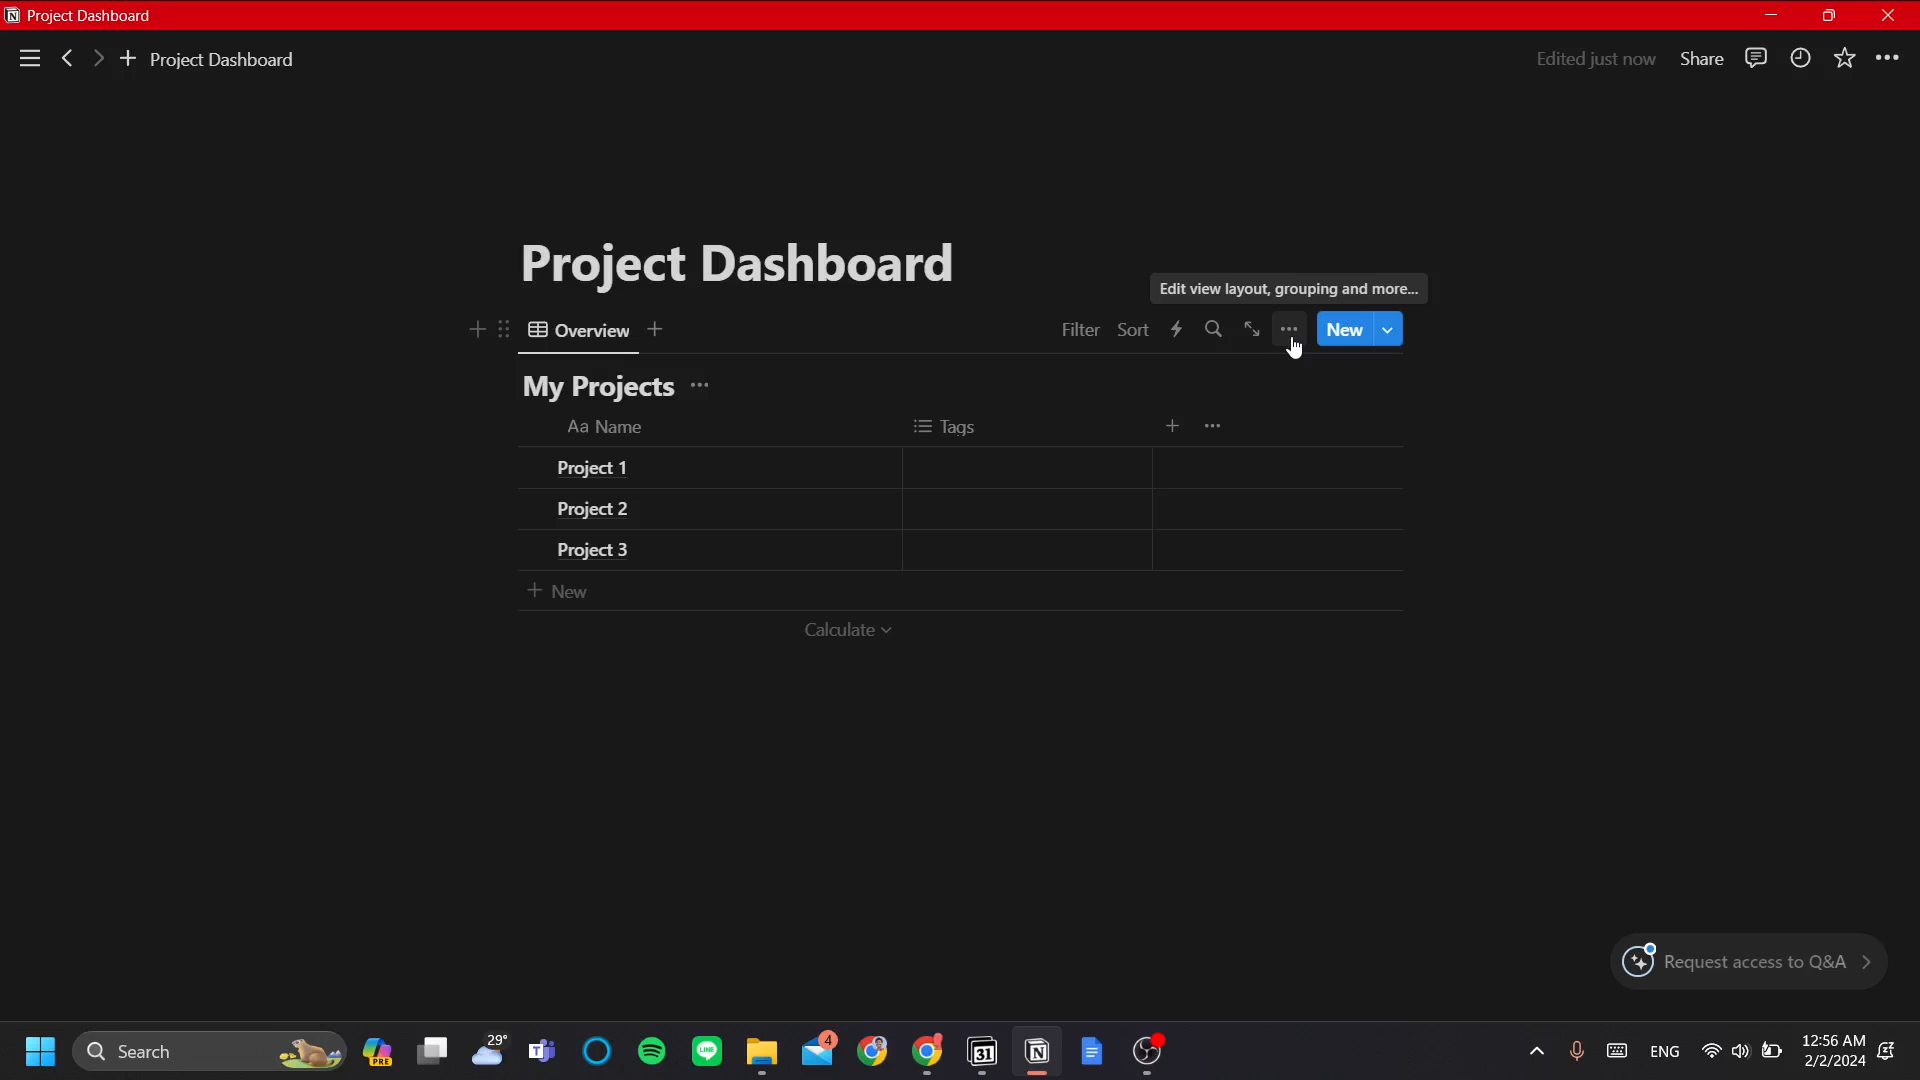 Project Dashboard
Project Dashboard
Edited just now Share
Project Dashboard
Edit view layout, grouping and more...
Overview
Filter Sort New
My Projects
Aa Name Tags
Project 1
Project 2
Project 3
New
Calculate
Request access to Q&A
Search
PRE
29°
LINE
4
31
ENG
12:56 AM
2/2/2024